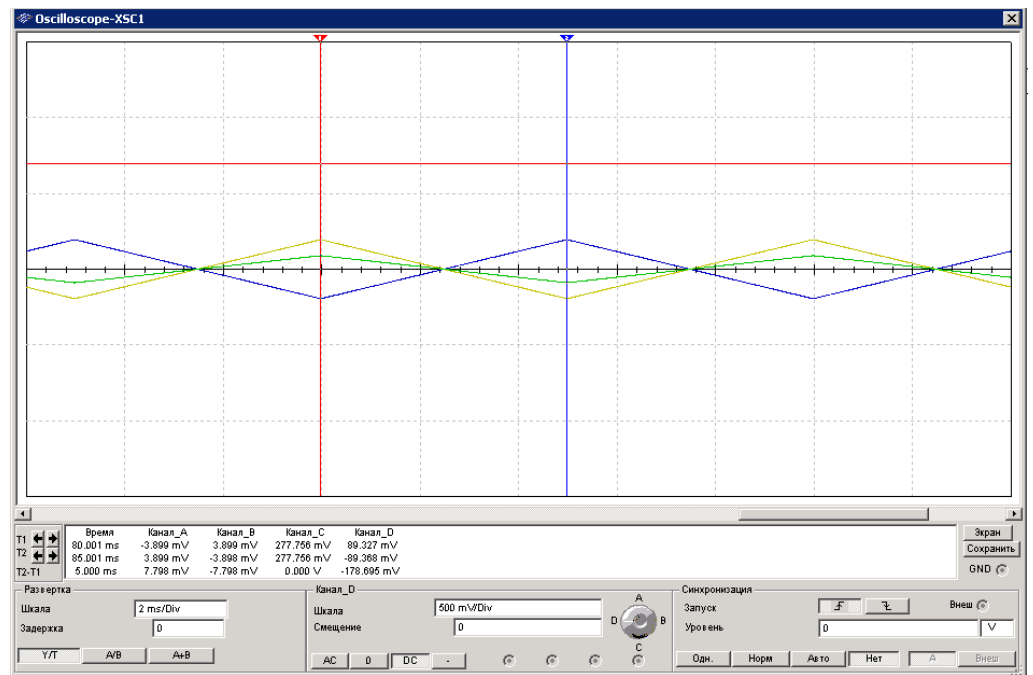 Oscilloscope-XSC1
1 2
Время Канал_A Канал_B Канал_C Канал_D
T1 80.001 ms -3.899 mV 3.899 mV 277.756 mV 89.327 mV
T2 85.001 ms 3.899 mV -3.898 mV 277.756 mV -89.368 mV
T2-T1 5.000 ms 7.798 mV -7.798 mV 0.000 V -178.695 mV
Экран
Сохранить
GND
Развертка
Шкала 2 ms/Div
Задержка 0
Y/T A/B A+B
Канал_D
Шкала 500 mV/Div
Смещение 0
AC 0 DC -
A
D B
C
Синхронизация
Запуск Внеш
Уровень 0 V
Одн. Норм Авто Нет A Внеш